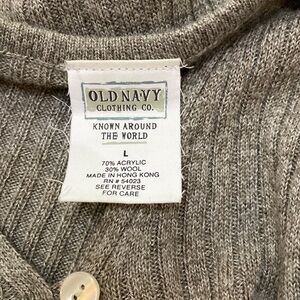 OLD NAVY
CLOTHING CO.
KNOWN AROUND
THE WORLD
L
70% ACRYLIC
30% WOOL
MADE IN HONG KONG
RN # 54023
SEE REVERSE
FOR CARE